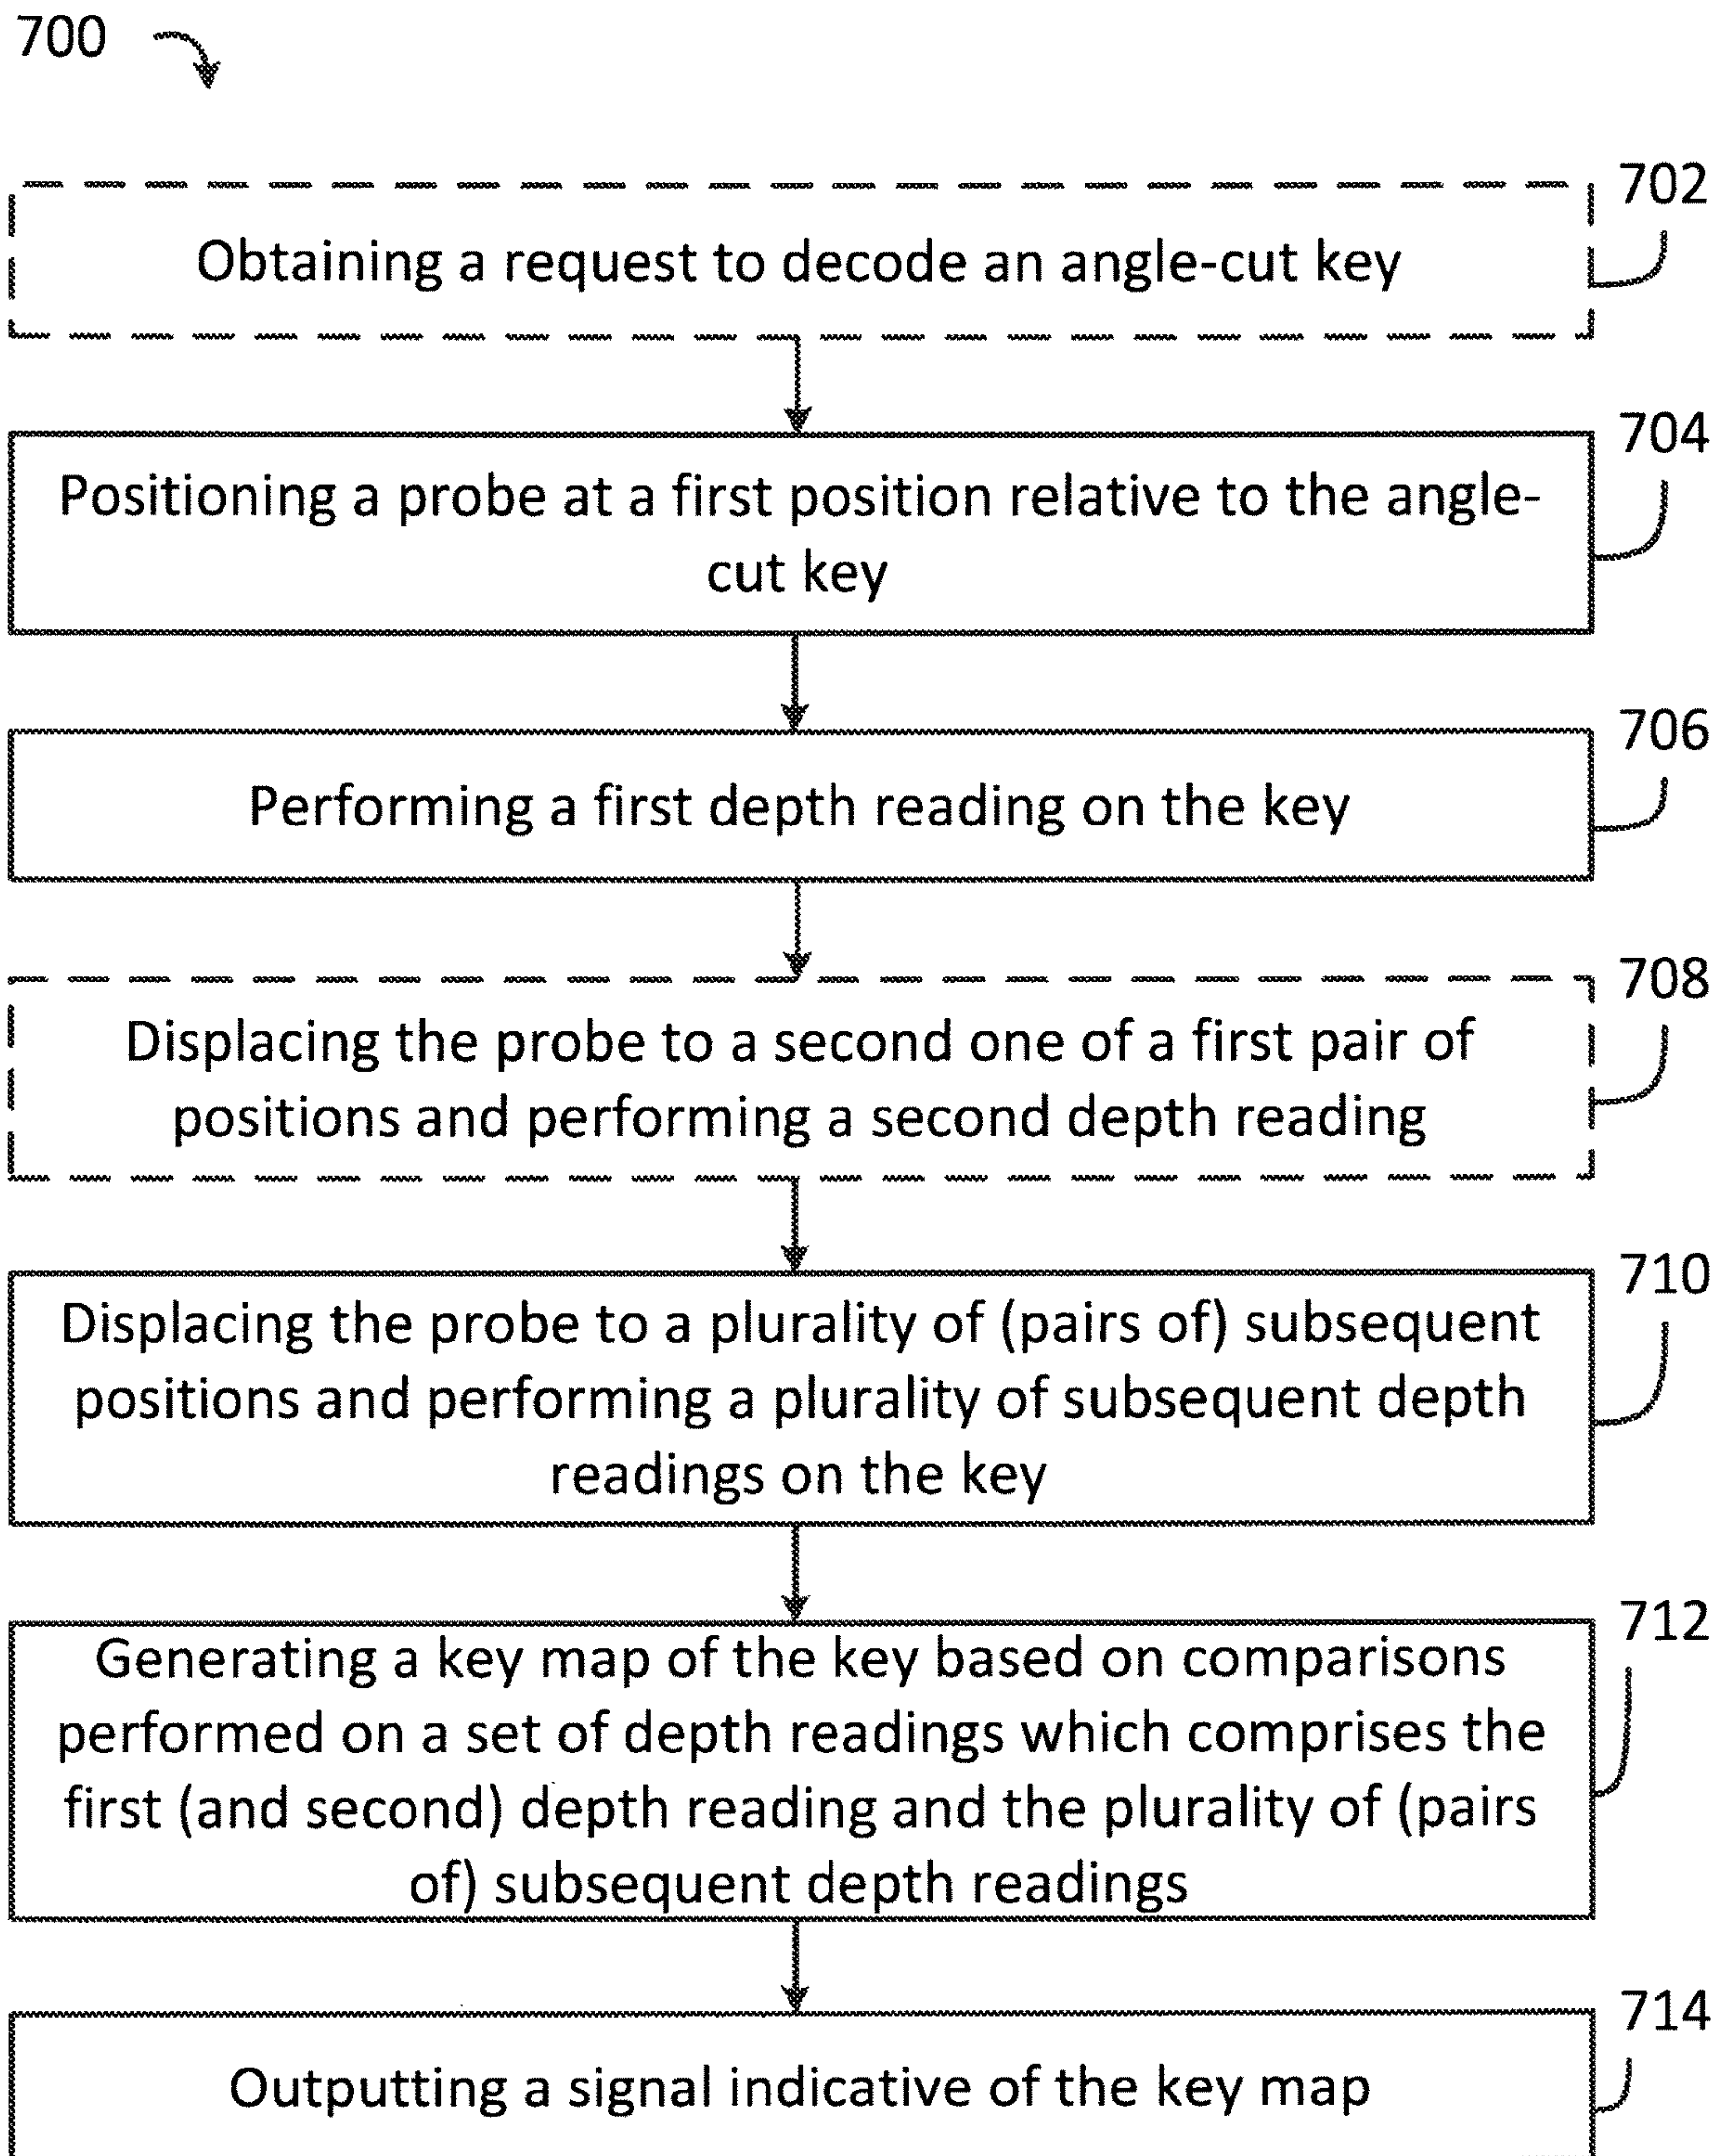 700
702
Obtaining a request to decode an angle-cut key
704
Positioning a probe at a first position relative to the angle-
cut key
706
Performing a first depth reading on the key
708
Displacing the probe to a second one of a first pair of
positions and performing a second depth reading
710
Displacing the probe to a plurality of (pairs of) subsequent
positions and performing a plurality of subsequent depth
readings on the key
712
Generating a key map of the key based on comparisons
performed on a set of depth readings which comprises the
first (and second) depth reading and the plurality of (pairs
of) subsequent depth readings
714
Outputting a signal indicative of the key map